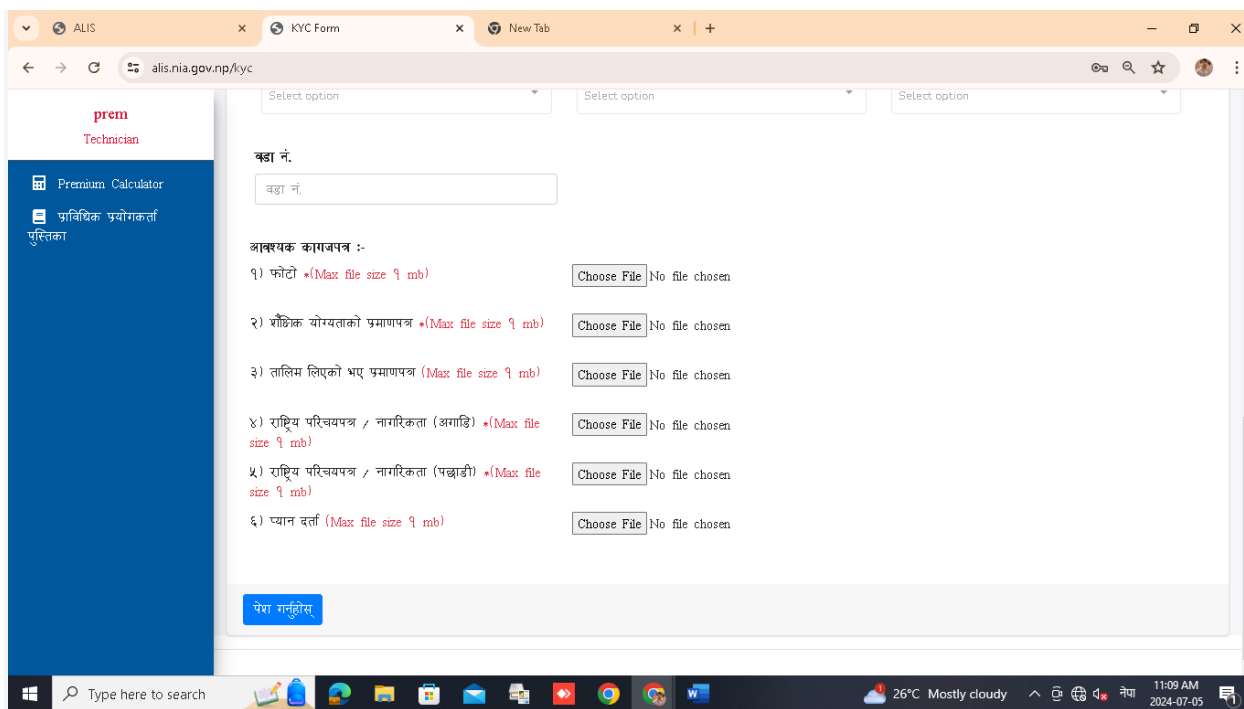 ALIS
KYC Form
New Tab
alis.nia.gov.np/kyc
Select option Select option Select option
prem
Technician
Premium Calculator
प्राविधिक प्रयोगकर्ता
पुस्तिका
वडा नं.
वडा नं.
आवश्यक कागजपत्र :-
१) फोटो *(Max file size १ mb) Choose File No file chosen
२) शैक्षिक योग्यताको प्रमाणपत्र *(Max file size १ mb) Choose File No file chosen
३) तालिम लिएको भए प्रमाणपत्र (Max file size १ mb) Choose File No file chosen
४) राष्ट्रिय परिचयपत्र / नागरिकता (अगाडि) *(Max file
size १ mb)
Choose File No file chosen
५) राष्ट्रिय परिचयपत्र / नागरिकता (पछाडी) *(Max file
size १ mb)
Choose File No file chosen
६) प्यान दर्ता (Max file size १ mb) Choose File No file chosen
पेश गर्नुहोस्
Type here to search
26°C Mostly cloudy
नेपा
11:09 AM
2024-07-05
1